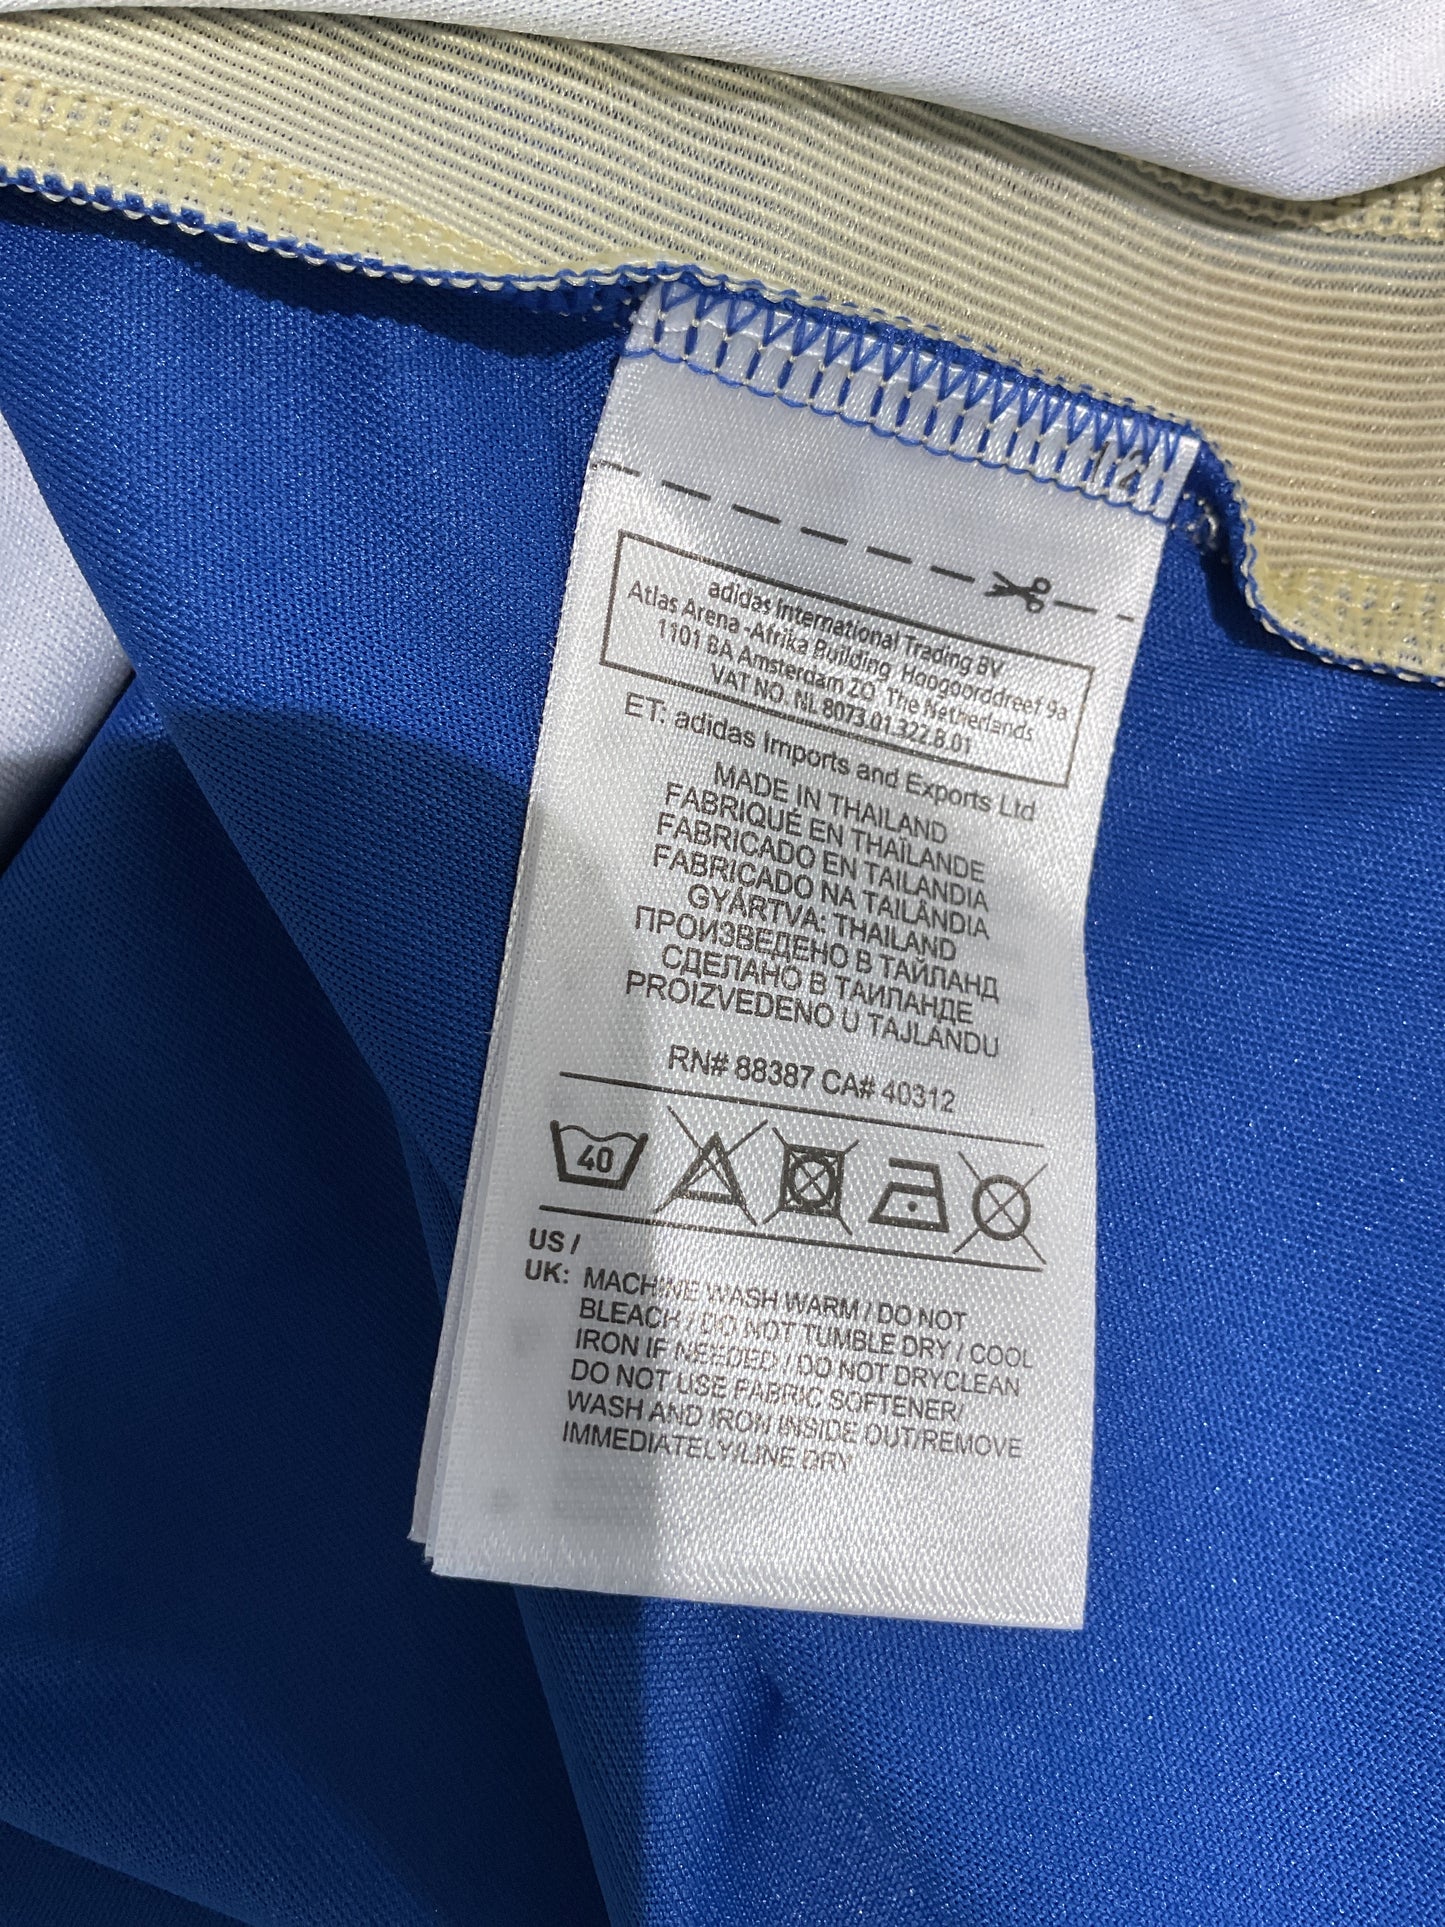 12
adidas International Trading BV
Atlas Arena -Afrika Building, Hoogoorddreef 9a
1101 BA Amsterdam ZO, The Netherlands
VAT NO. NL 8073.01.322.B.01
ET: adidas Imports and Exports Ltd
MADE IN THAILAND
FABRIQUÉ EN THAÏLANDE
FABRICADO EN TAILANDIA
FABRICADO NA TAILÂNDIA
GYÁRTVA: THAILAND
ПРОИЗВЕДЕНО В ТАЙЛАНД
СДЕЛАНО В ТАИЛАНДЕ
PROIZVEDENO U TAJLANDU
RN# 88387 CA# 40312
40
US /
UK: MACHINE WASH WARM / DO NOT
BLEACH / DO NOT TUMBLE DRY / COOL
IRON IF NEEDED / DO NOT DRYCLEAN
DO NOT USE FABRIC SOFTENER/
WASH AND IRON INSIDE OUT/REMOVE
IMMEDIATELY/LINE DRY